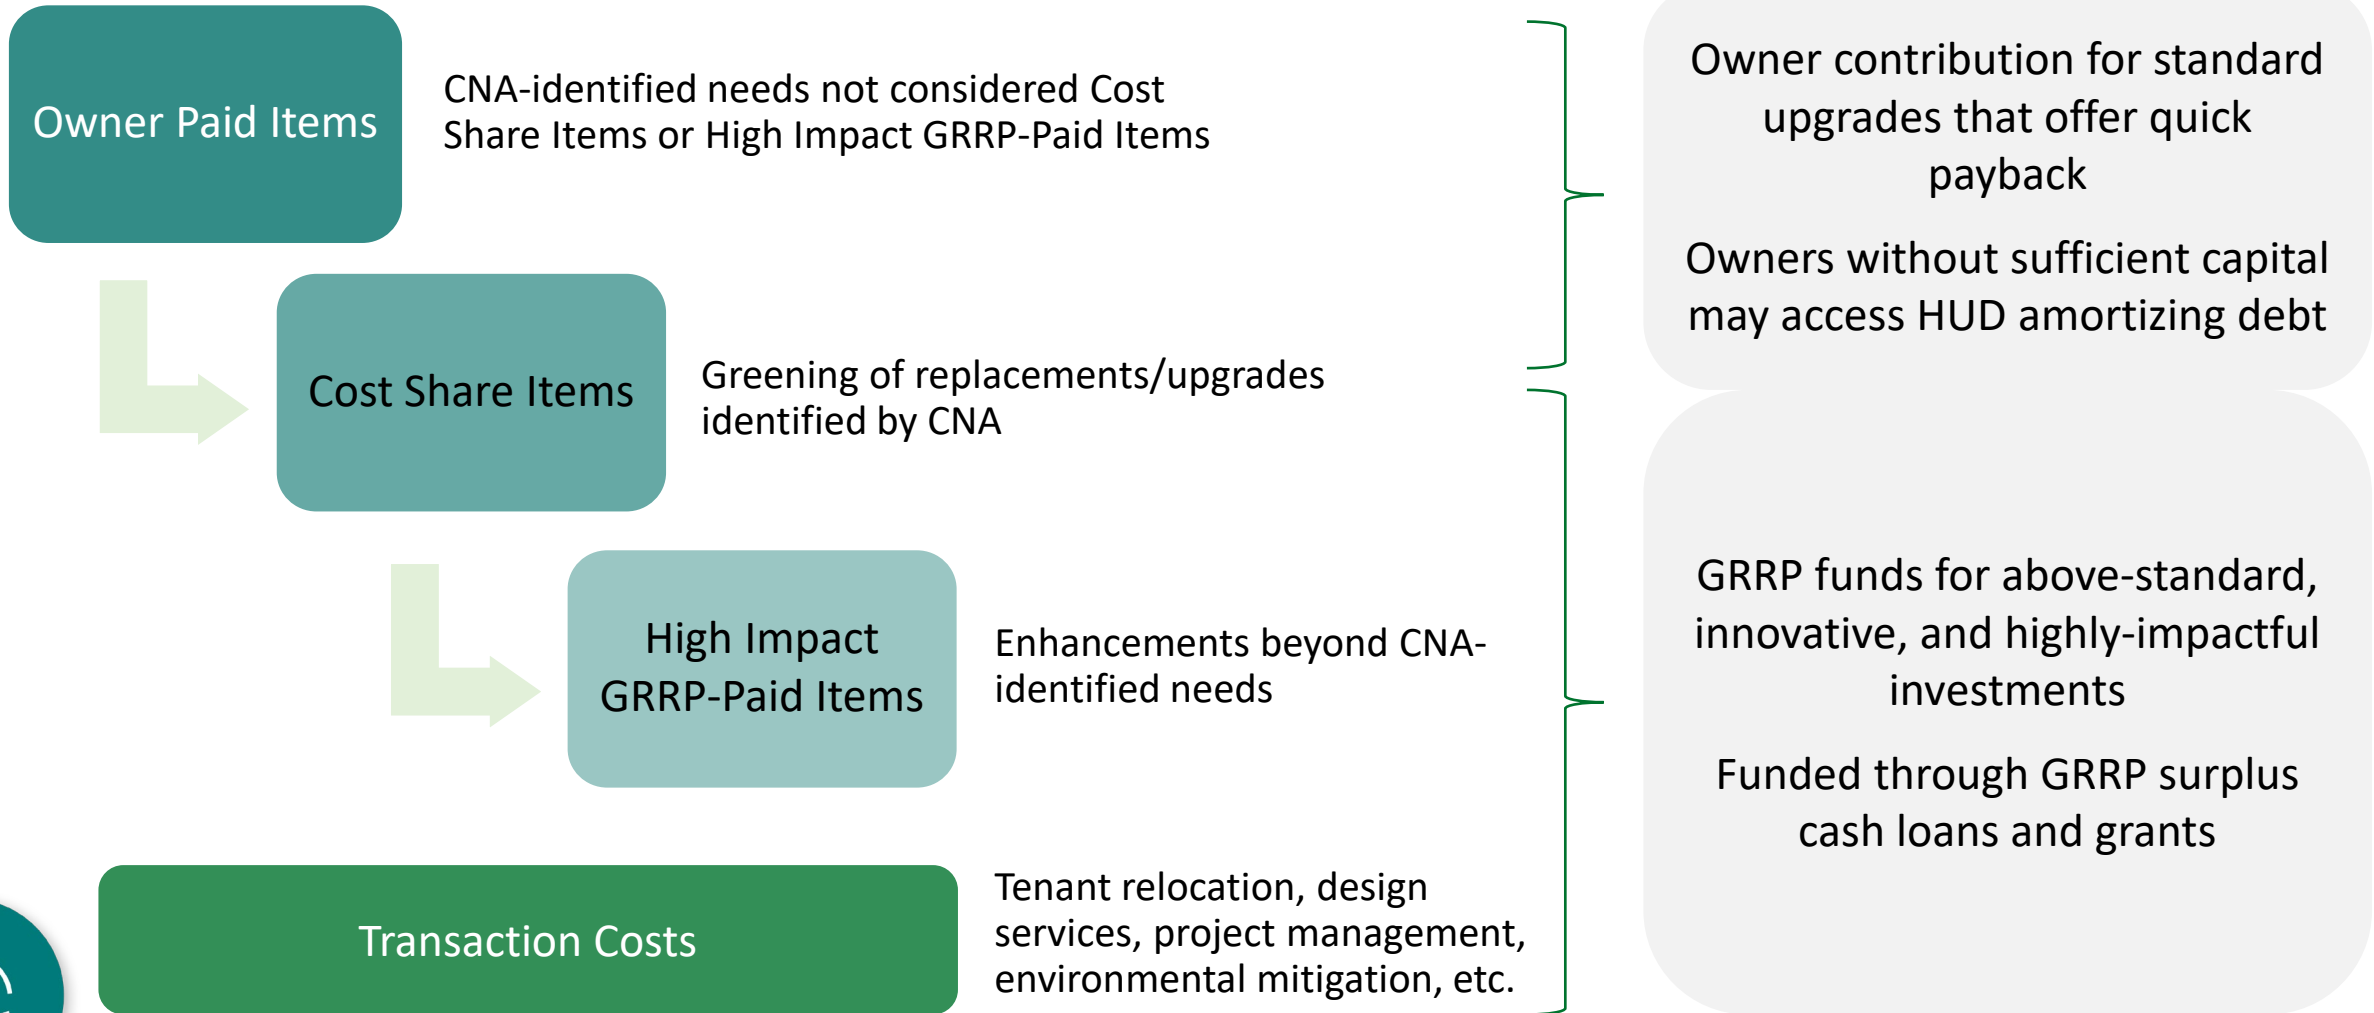 Owner Paid Items
CNA-identified needs not considered Cost
Share Items or High Impact GRRP-Paid Items
Owner contribution for standard
upgrades that offer quick
payback
Owners without sufficient capital
may access HUD amortizing debt
Cost Share Items
Greening of replacements/upgrades
identified by CNA
High Impact
GRRP-Paid Items
Enhancements beyond CNA-
identified needs
GRRP funds for above-standard,
innovative, and highly-impactful
investments
Funded through GRRP surplus
cash loans and grants
Transaction Costs
Tenant relocation, design
services, project management,
environmental mitigation, etc.